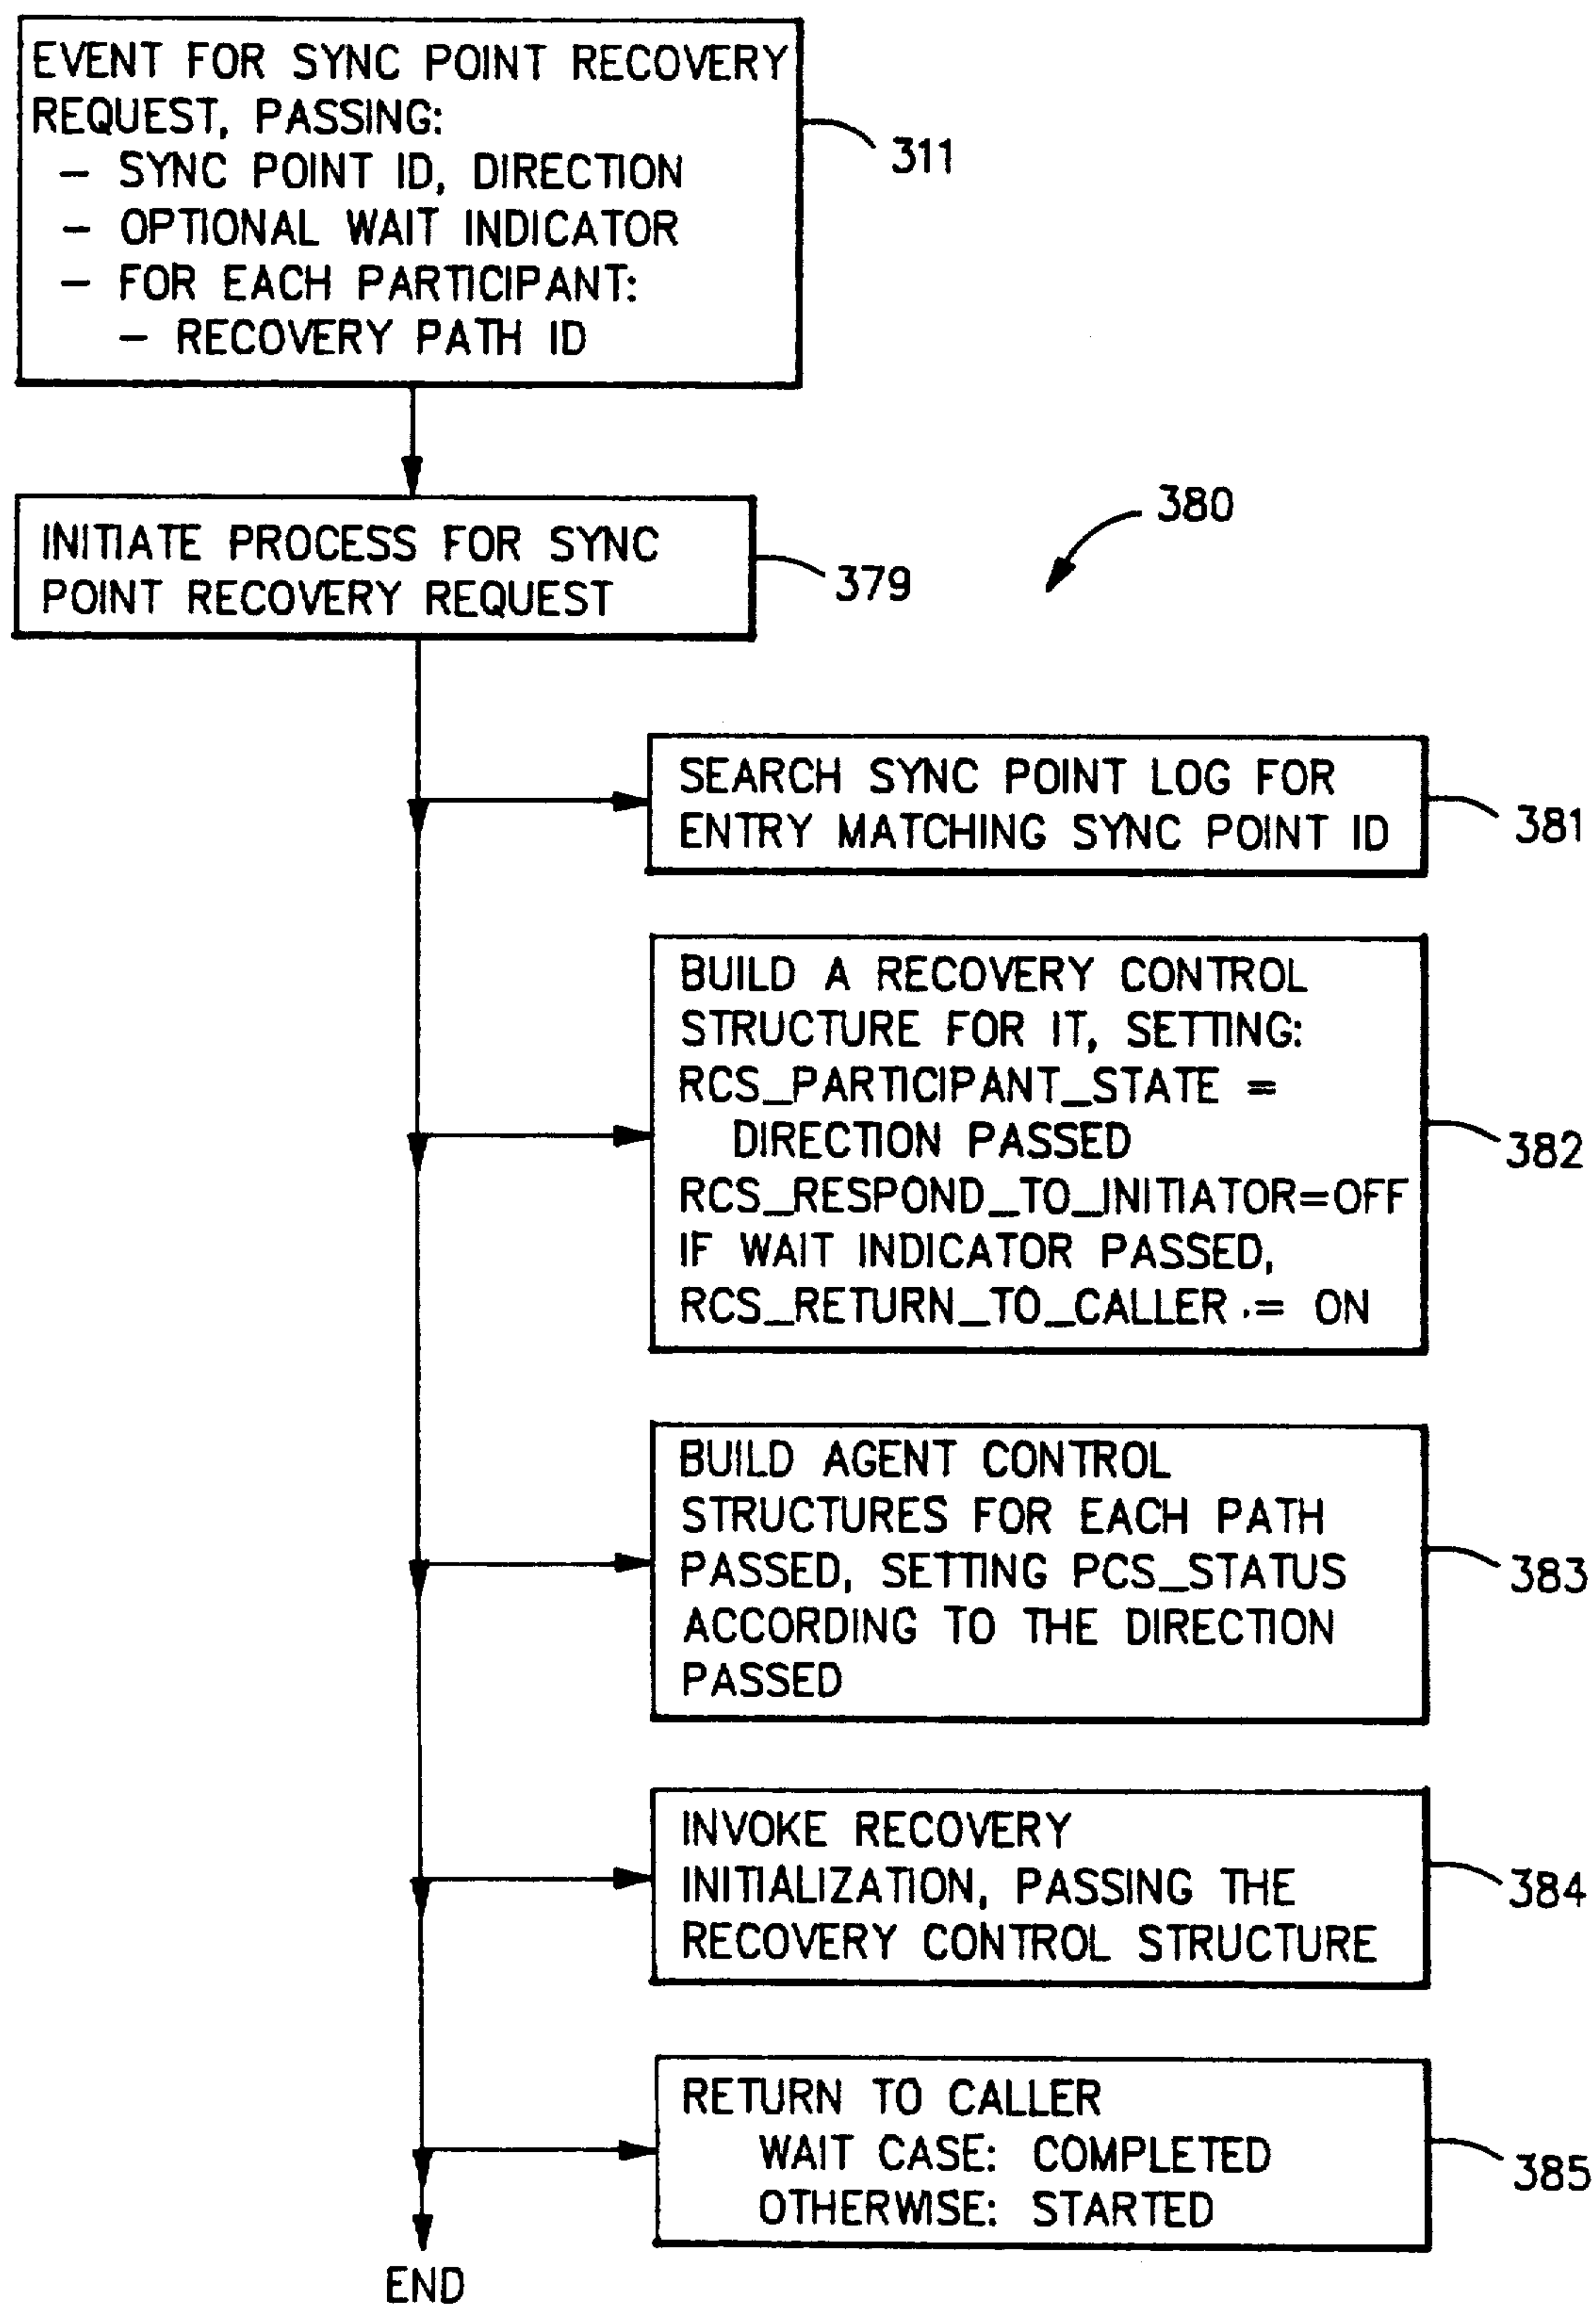 EVENT FOR SYNC POINT RECOVERY
REQUEST, PASSING:
– SYNC POINT ID, DIRECTION
– OPTIONAL WAIT INDICATOR
– FOR EACH PARTICIPANT:
– RECOVERY PATH ID
311
INITIATE PROCESS FOR SYNC
POINT RECOVERY REQUEST
379
380
SEARCH SYNC POINT LOG FOR
ENTRY MATCHING SYNC POINT ID
381
BUILD A RECOVERY CONTROL
STRUCTURE FOR IT, SETTING:
RCS_PARTICIPANT_STATE =
DIRECTION PASSED
RCS_RESPOND_TO_INITIATOR=OFF
IF WAIT INDICATOR PASSED,
RCS_RETURN_TO_CALLER .= ON
382
BUILD AGENT CONTROL
STRUCTURES FOR EACH PATH
PASSED, SETTING PCS_STATUS
ACCORDING TO THE DIRECTION
PASSED
383
INVOKE RECOVERY
INITIALIZATION, PASSING THE
RECOVERY CONTROL STRUCTURE
384
RETURN TO CALLER
WAIT CASE: COMPLETED
OTHERWISE: STARTED
385
END